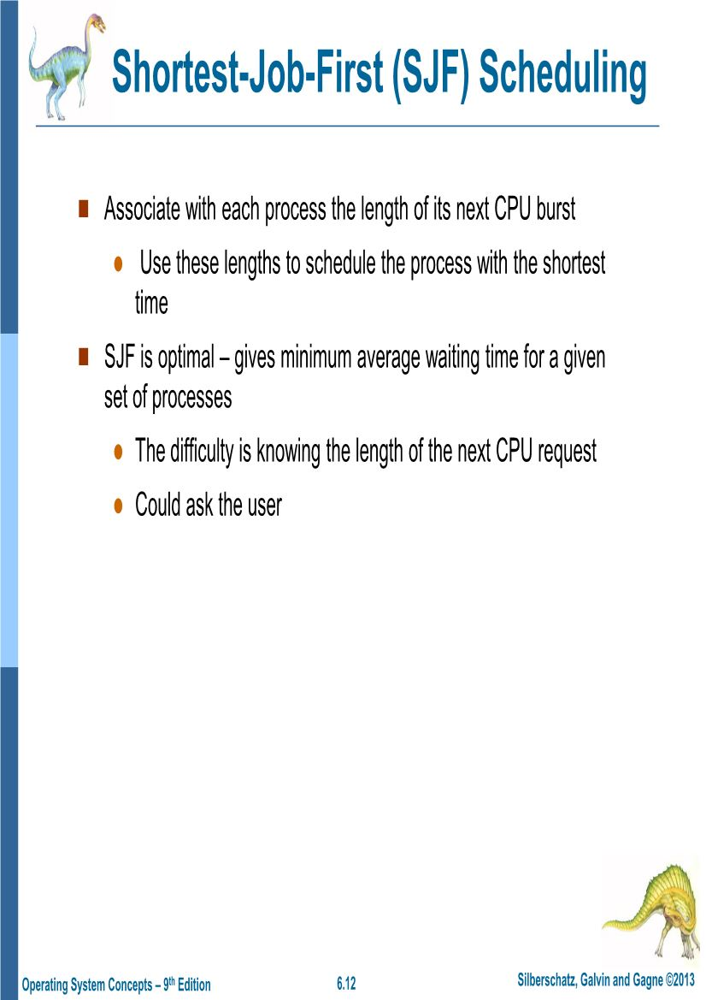 Shortest-Job-First (SJF) Scheduling
Associate with each process the length of its next CPU burst
Use these lengths to schedule the process with the shortest
time
SJF is optimal – gives minimum average waiting time for a given
set of processes
The difficulty is knowing the length of the next CPU request
Could ask the user
Operating System Concepts – 9th Edition
6.12
Silberschatz, Galvin and Gagne ©2013